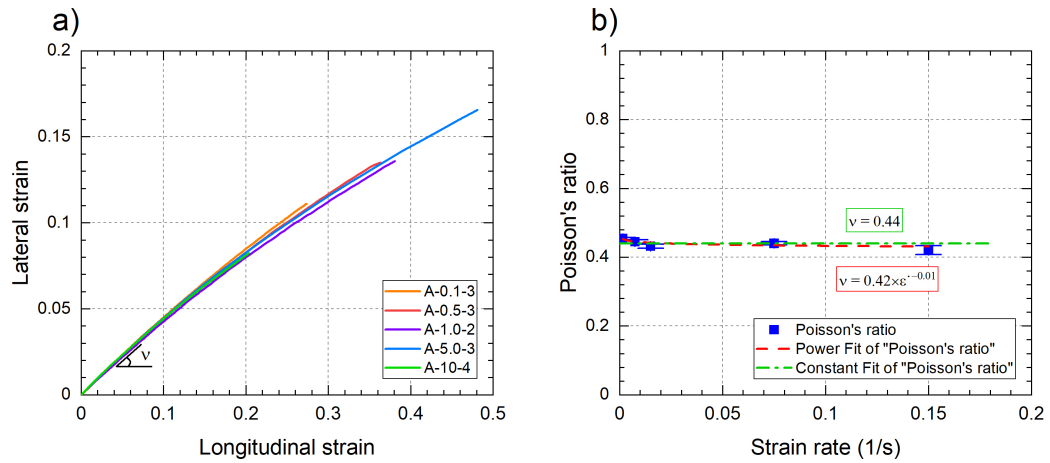 a)
0.2
0.15
0.1
0.05
0
Lateral strain
ν
A-0.1-3
A-0.5-3
A-1.0-2
A-5.0-3
A-10-4
0 0.1 0.2 0.3 0.4 0.5
Longitudinal strain
b)
1
0.8
0.6
0.4
0.2
0
Poisson's ratio
ν = 0.44
ν = 0.42×ε˙⁻⁰·⁰¹
Poisson's ratio
Power Fit of "Poisson's ratio"
Constant Fit of "Poisson's ratio"
0 0.05 0.1 0.15 0.2
Strain rate (1/s)